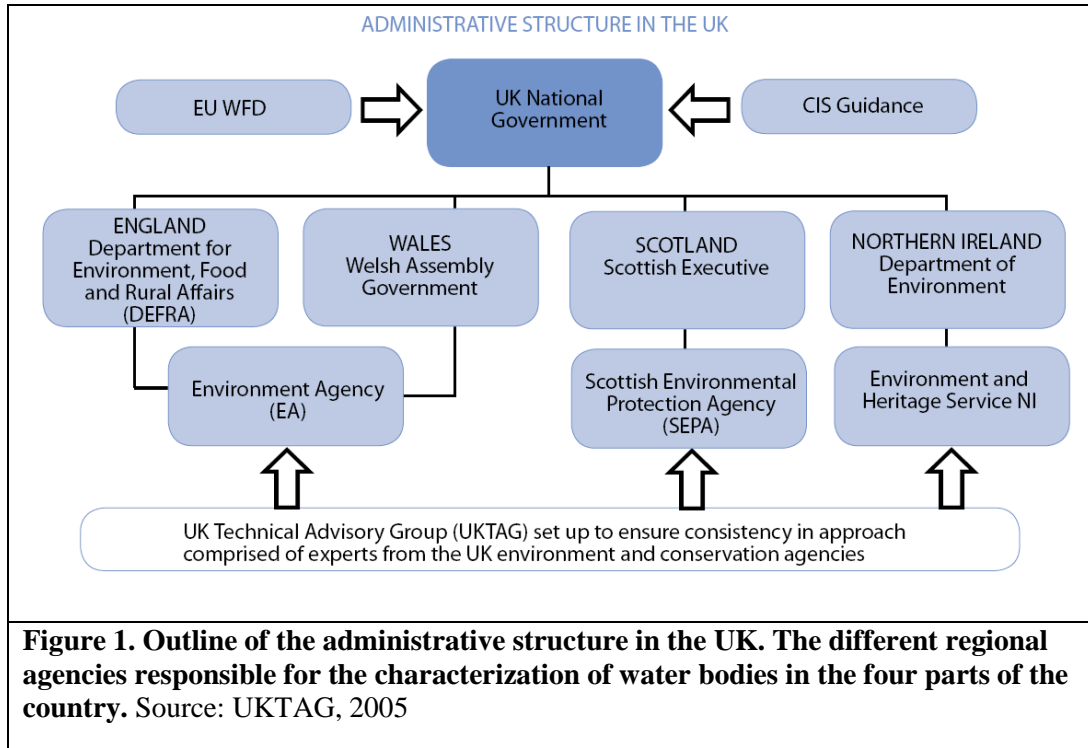 ADMINISTRATIVE STRUCTURE IN THE UK
EU WFD
UK National
Government
CIS Guidance
ENGLAND
Department for
Environment, Food
and Rural Affairs
(DEFRA)
WALES
Welsh Assembly
Government
SCOTLAND
Scottish Executive
NORTHERN IRELAND
Department of
Environment
Environment Agency
(EA)
Scottish Environmental
Protection Agency
(SEPA)
Environment and
Heritage Service NI
UK Technical Advisory Group (UKTAG) set up to ensure consistency in approach
comprised of experts from the UK environment and conservation agencies
Figure 1. Outline of the administrative structure in the UK. The different regional
agencies responsible for the characterization of water bodies in the four parts of the
country. Source: UKTAG, 2005